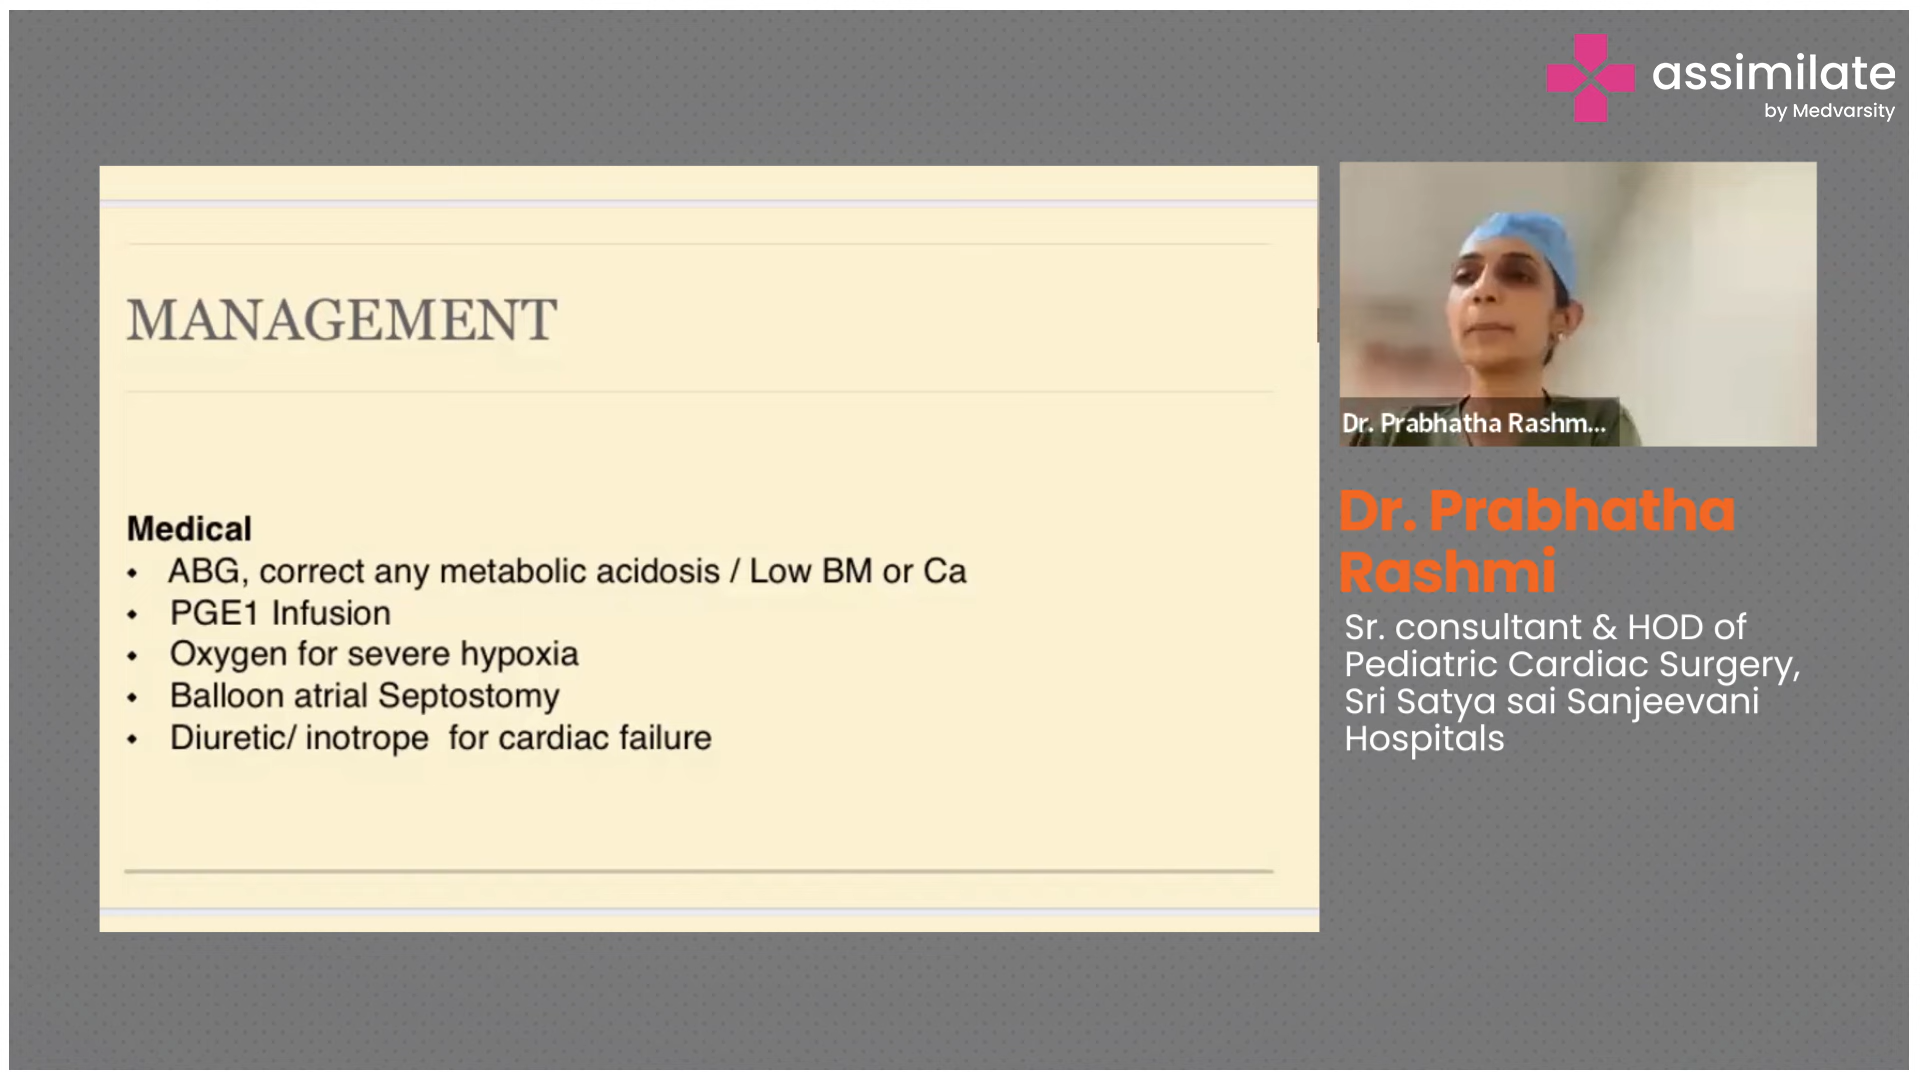 assimilate
by Medvarsity
MANAGEMENT
Medical
• ABG, correct any metabolic acidosis / Low BM or Ca
• PGE1 Infusion
• Oxygen for severe hypoxia
• Balloon atrial Septostomy
• Diuretic/ inotrope  for cardiac failure
Dr. Prabhatha Rashm...
Dr. Prabhatha
Rashmi
Sr. consultant & HOD of
Pediatric Cardiac Surgery,
Sri Satya sai Sanjeevani
Hospitals